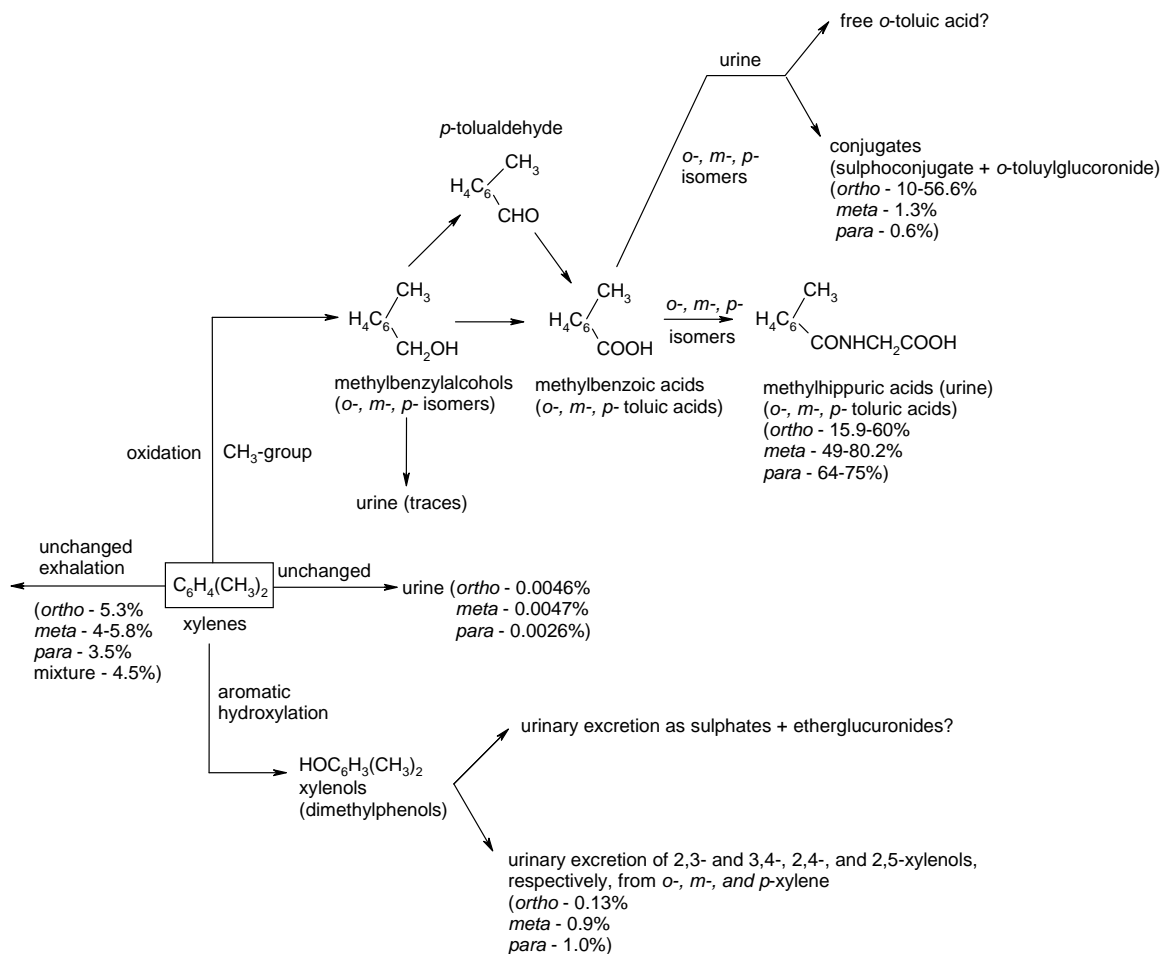 free o-toluic acid?
urine
p-tolualdehyde
CH₃
H₄C₆
CHO
o-, m-, p-
isomers
conjugates
(sulphoconjugate + o-toluylglucoronide)
(ortho - 10-56.6%
meta - 1.3%
para - 0.6%)
CH₃
H₄C₆
CH₂OH
methylbenzylalcohols
(o-, m-, p- isomers)
CH₃
H₄C₆
COOH
methylbenzoic acids
(o-, m-, p- toluic acids)
o-, m-, p-
isomers
CH₃
H₄C₆
CONHCH₂COOH
methylhippuric acids (urine)
(o-, m-, p- toluric acids)
(ortho - 15.9-60%
meta - 49-80.2%
para - 64-75%)
oxidation
CH₃-group
urine (traces)
unchanged
exhalation
(ortho - 5.3%
meta - 4-5.8%
para - 3.5%
mixture - 4.5%)
C₆H₄(CH₃)₂
xylenes
unchanged
urine (ortho - 0.0046%
meta - 0.0047%
para - 0.0026%)
aromatic
hydroxylation
HOC₆H₃(CH₃)₂
xylenols
(dimethylphenols)
urinary excretion as sulphates + etherglucuronides?
urinary excretion of 2,3- and 3,4-, 2,4-, and 2,5-xylenols,
respectively, from o-, m-, and p-xylene
(ortho - 0.13%
meta - 0.9%
para - 1.0%)